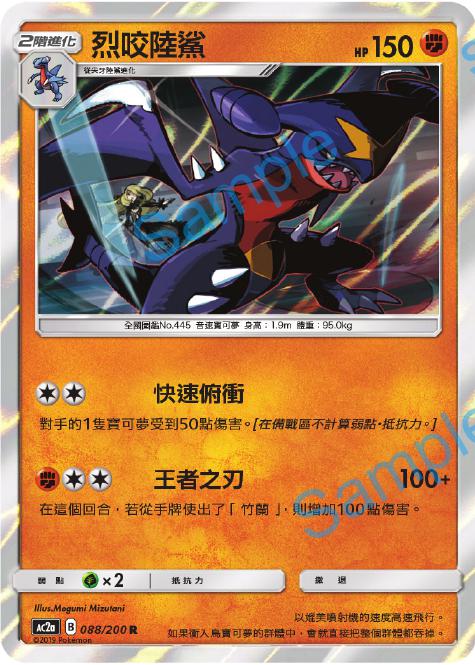 2階進化
烈咬陸鯊
HP 150
從尖牙陸鯊進化
Sample
全國圖鑑No.445 音速寶可夢 身高：1.9m 體重：95.0kg
快速俯衝
對手的1隻寶可夢受到50點傷害。[在備戰區不計算弱點・抵抗力。]
王者之刃 100+
在這個回合，若從手牌使出了「竹蘭」，則增加100點傷害。
Sample
弱點 ×2 抵抗力 撤退
Illus.Megumi Mizutani
AC2a B 088/200 R
©2019 Pokémon
以媲美噴射機的速度高速飛行。
如果衝入鳥寶可夢的群體中，會就直接把整個群體都吞掉。